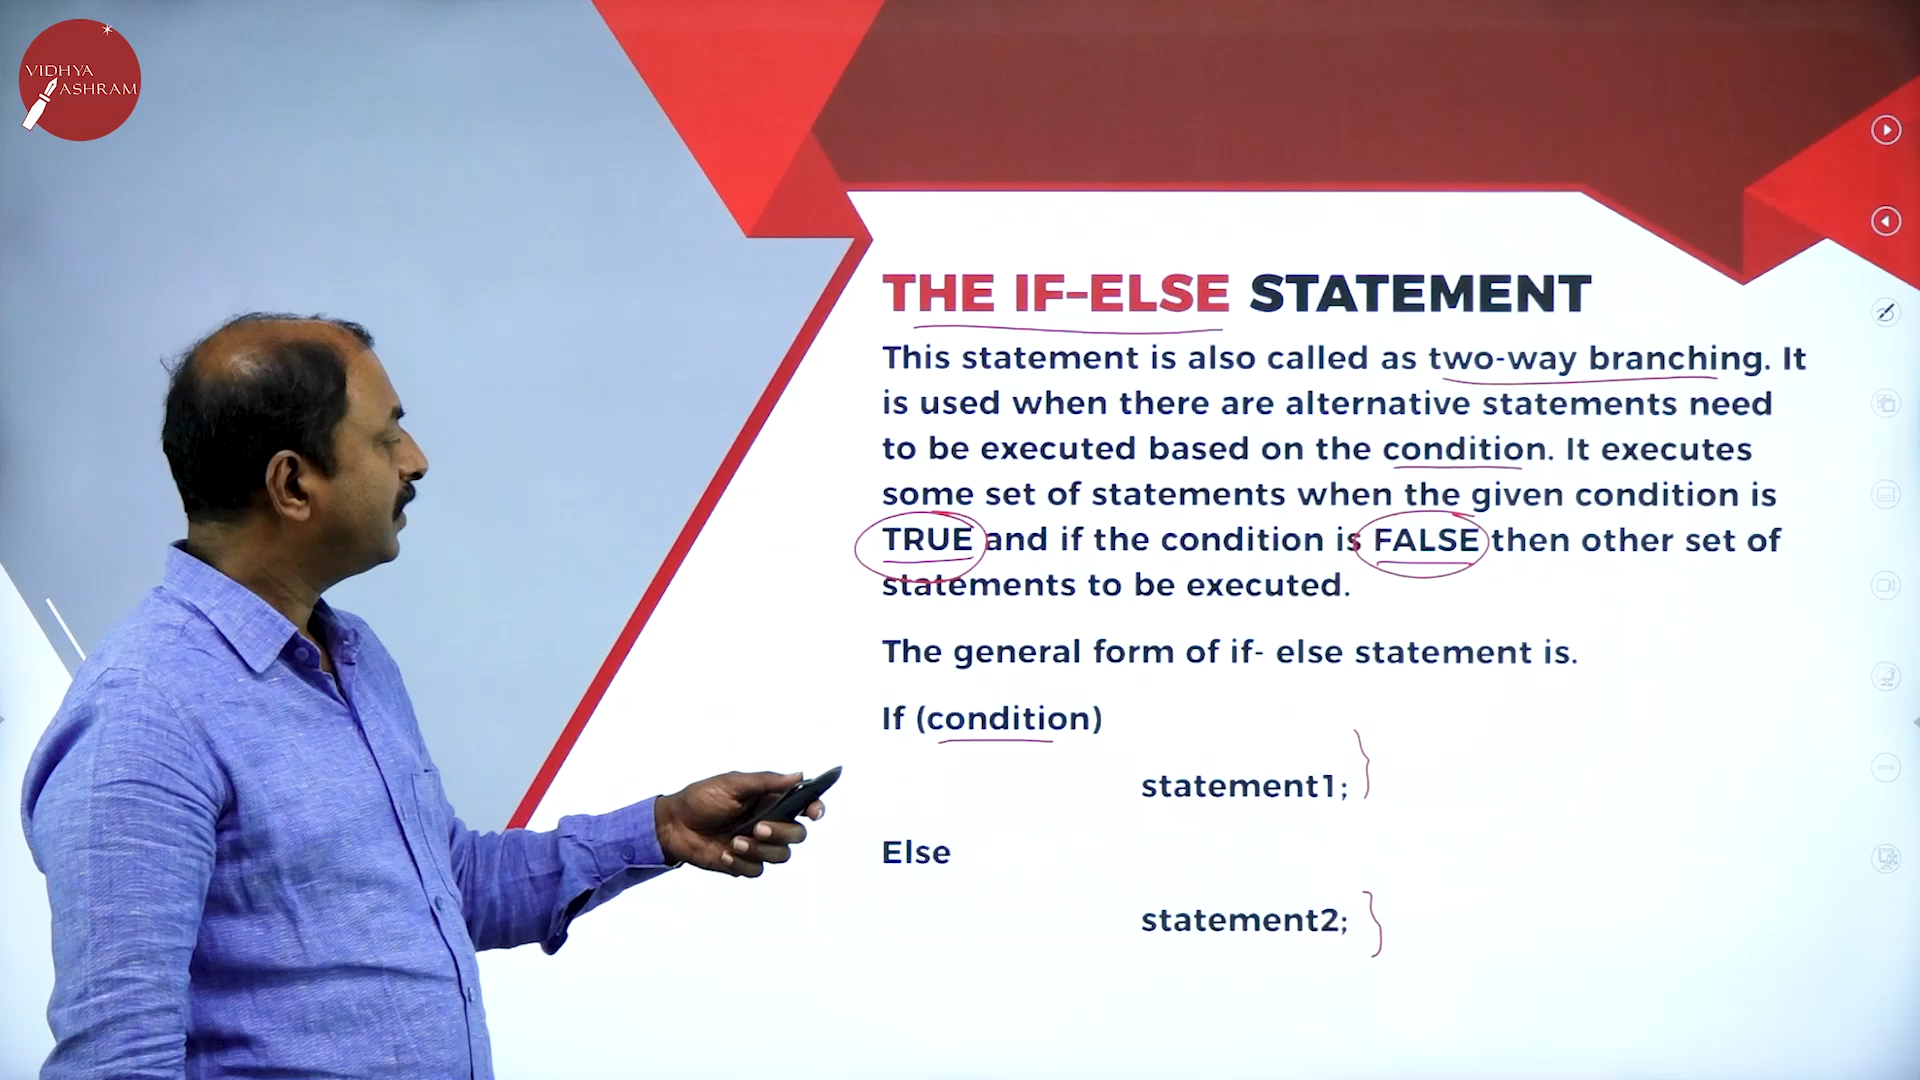 VIDHYA
ASHRAM
THE IF-ELSE STATEMENT
This statement is also called as two-way branching. It
is used when there are alternative statements need
to be executed based on the condition. It executes
some set of statements when the given condition is
TRUE and if the condition is FALSE then other set of
statements to be executed.
The general form of if- else statement is.
If (condition)
statement1;
Else
statement2;